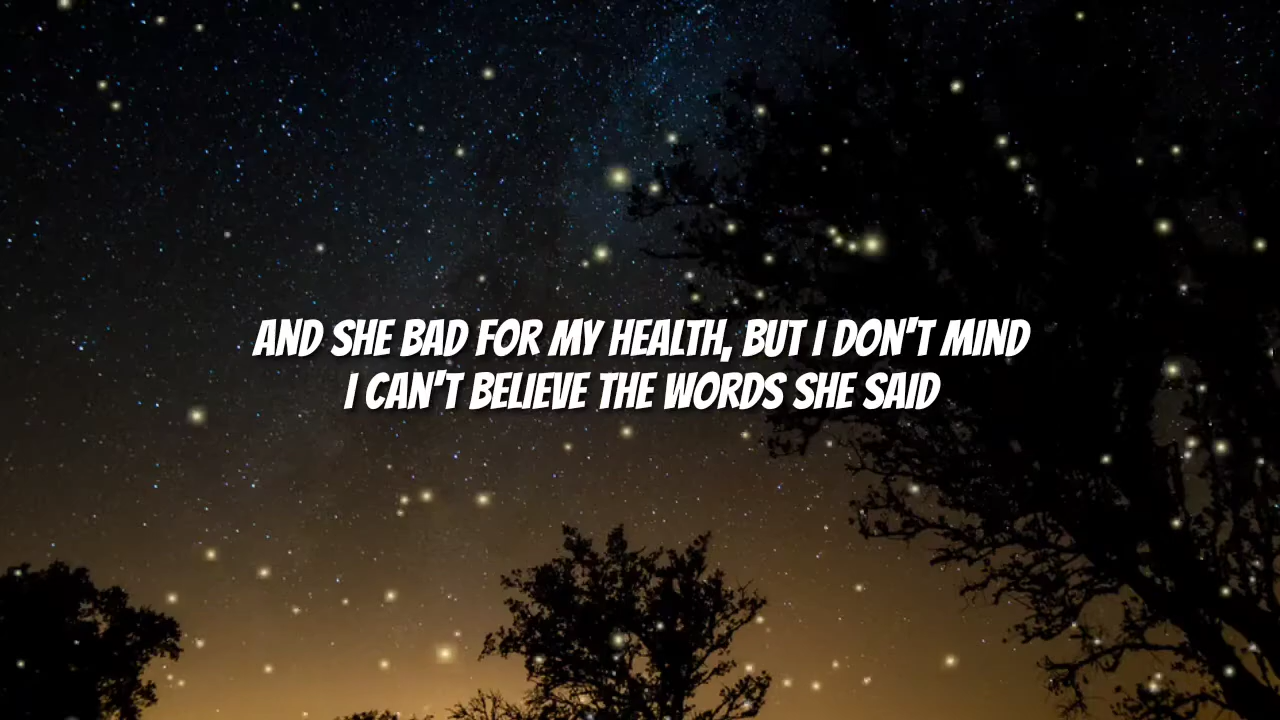 AND SHE BAD FOR MY HEALTH, BUT I DON'T MIND
I CAN'T BELIEVE THE WORDS SHE SAID